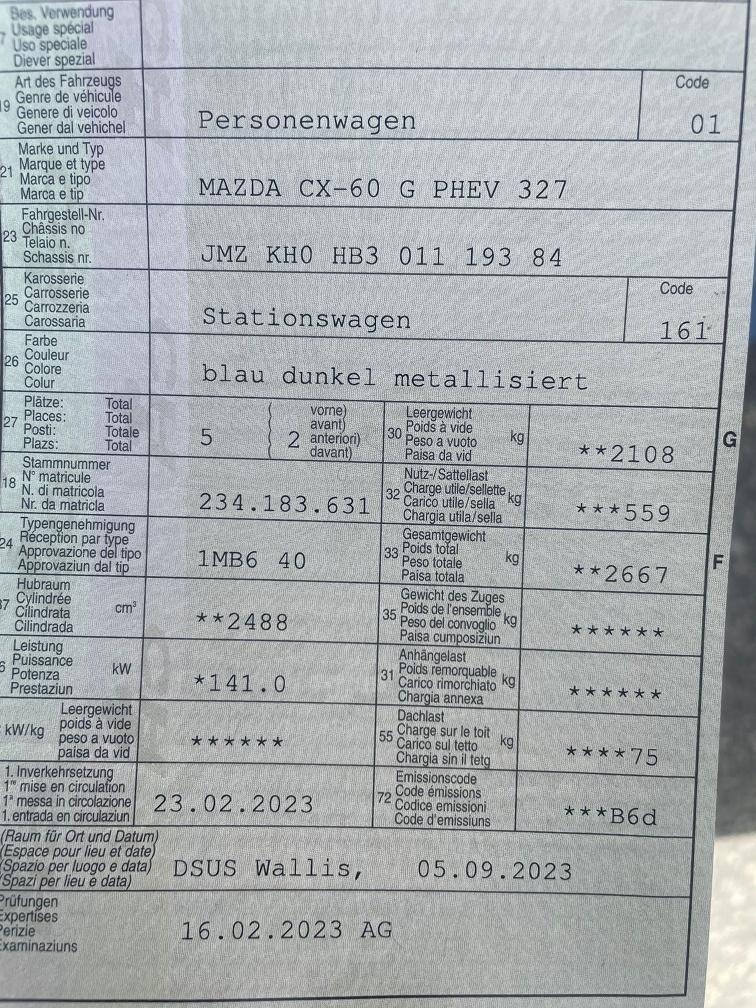 Bes. Verwendung
Usage spécial
Uso speciale
Diever spezial
Art des Fahrzeugs
Genre de véhicule
Genere di veicolo
Gener dal vehichel
19
Personenwagen
Code
01
Marke und Typ
Marque et type
Marca e tipo
Marca e tip
21
MAZDA CX-60 G PHEV 327
Fahrgestell-Nr.
Châssis no
Telaio n.
Schassis nr.
23
JMZ KH0 HB3 011 193 84
Karosserie
Carrosserie
Carrozzeria
Carossaria
25
Stationswagen
Code
161
Farbe
Couleur
Colore
Colur
26
blau dunkel metallisiert
Plätze: Total
Places: Total
Posti: Totale
Plazs: Total
27
5
2
vorne)
avant)
anteriori)
davant)
Leergewicht
Poids à vide
Peso a vuoto
Paisa da vid
30
kg
**2108
G
Stammnummer
N° matricule
N. di matricola
Nr. da matricla
18
234.183.631
Nutz-/Sattellast
Charge utile/sellette
Carico utile/sella
Chargia utila/sella
32
kg
***559
Typengenehmigung
Réception par type
Approvazione del tipo
Approvaziun dal tip
24
1MB6 40
Gesamtgewicht
Poids total
Peso totale
Paisa totala
33
kg
**2667
F
Hubraum
Cylindrée
Cilindrata
Cilindrada
cm³
**2488
Gewicht des Zuges
Poids de l'ensemble
Peso del convoglio
Paisa cumposiziun
35
kg
******
Leistung
Puissance
Potenza
Prestaziun
kW
*141.0
Anhängelast
Poids remorquable
Carico rimorchiato
Chargia annexa
31
kg
******
kW/kg
Leergewicht
poids à vide
peso a vuoto
paisa da vid
******
Dachlast
Charge sur le toit
Carico sul tetto
Chargia sin il tetg
55
kg
****75
1. Inverkehrsetzung
1re mise en circulation
1a messa in circolazione
1. entrada en circulaziun
23.02.2023
Emissionscode
Code émissions
Codice emissioni
Code d'emissiuns
72
***B6d
(Raum für Ort und Datum)
(Espace pour lieu et date)
(Spazio per luogo e data)
(Spazi per lieu e data)
DSUS Wallis, 05.09.2023
Prüfungen
Expertises
Perizie
Examinaziuns
16.02.2023 AG